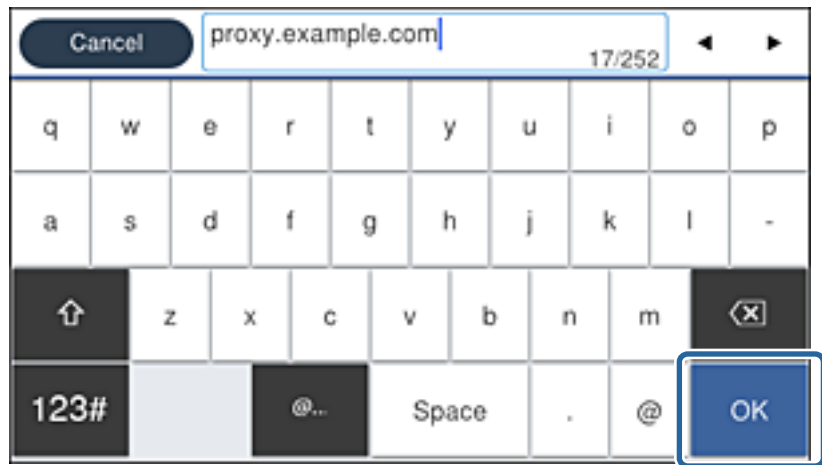 Cancel proxy.example.com
17/252
q w e r t y u i o p
a s d f g h j k l -
z x c v b n m
123# @... Space . @ OK